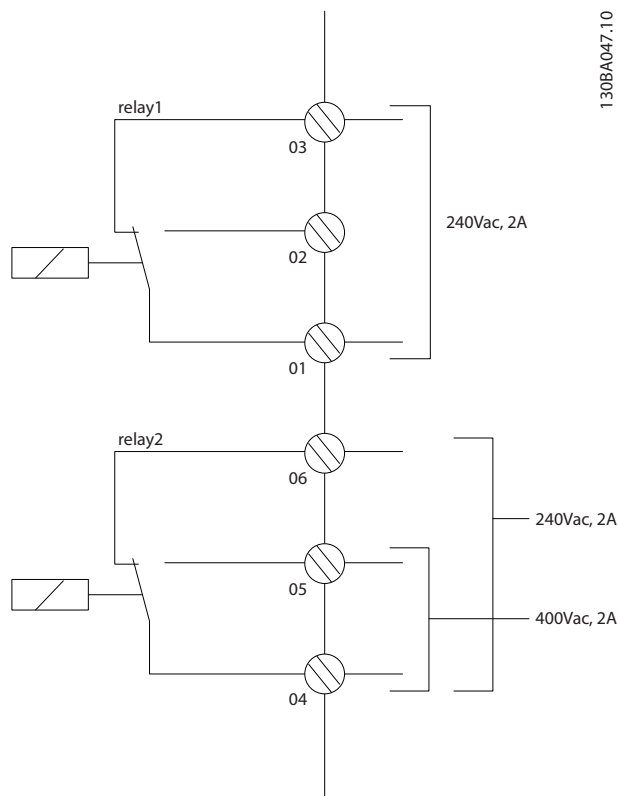 130BA047.10
relay1
03
02
240Vac, 2A
01
relay2
06
240Vac, 2A
05
400Vac, 2A
04